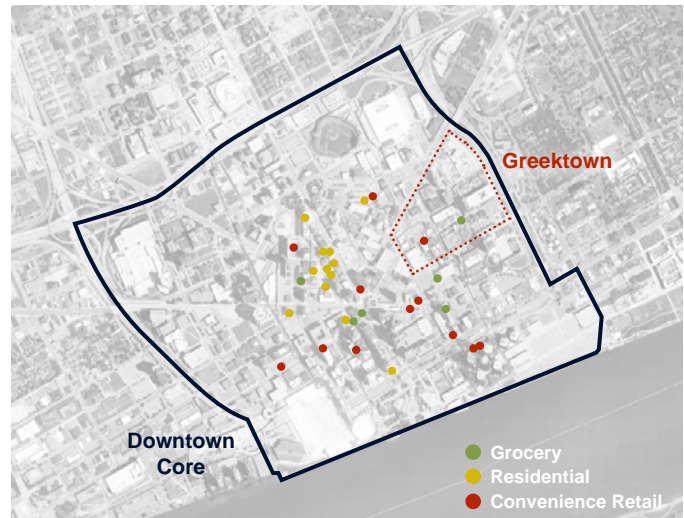 Greektown
Downtown
Core
Grocery
Residential
Convenience Retail